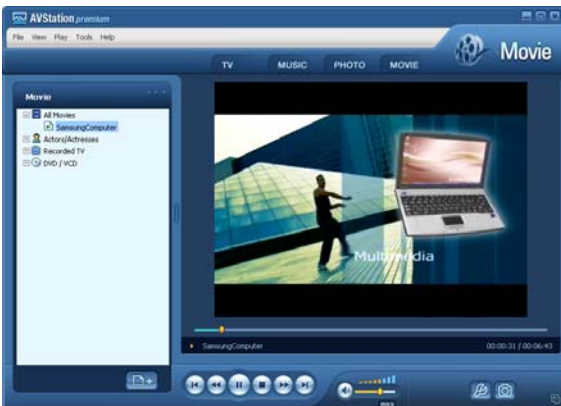 AVStation premium
File View Play Tools Help
Movie
TV MUSIC PHOTO MOVIE
Movie
All Movies
SamsungComputer
Actors/Actresses
Recorded TV
DVD / VCD
Multimedia
SamsungComputer 00:00:31 / 00:06:43